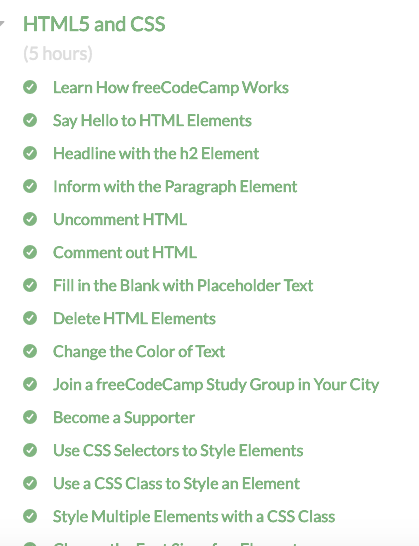 HTML5 and CSS
(5 hours)
Learn How freeCodeCamp Works
Say Hello to HTML Elements
Headline with the h2 Element
Inform with the Paragraph Element
Uncomment HTML
Comment out HTML
Fill in the Blank with Placeholder Text
Delete HTML Elements
Change the Color of Text
Join a freeCodeCamp Study Group in Your City
Become a Supporter
Use CSS Selectors to Style Elements
Use a CSS Class to Style an Element
Style Multiple Elements with a CSS Class